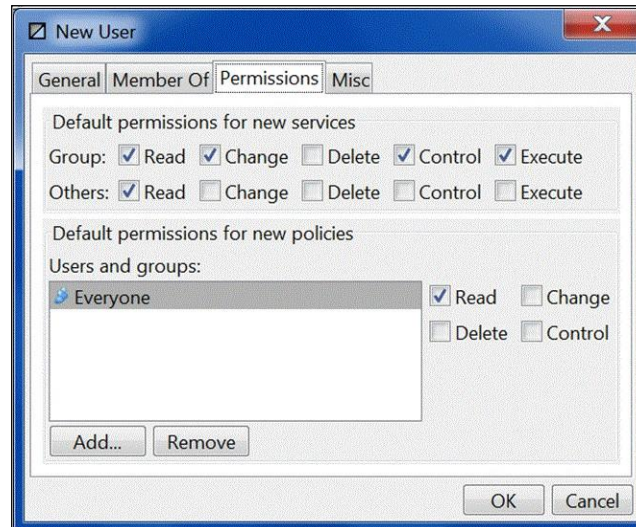 New User
General Member Of Permissions Misc
Default permissions for new services
Group: Read Change Delete Control Execute
Others: Read Change Delete Control Execute
Default permissions for new policies
Users and groups:
Everyone
Read Change
Delete Control
Add... Remove
OK Cancel